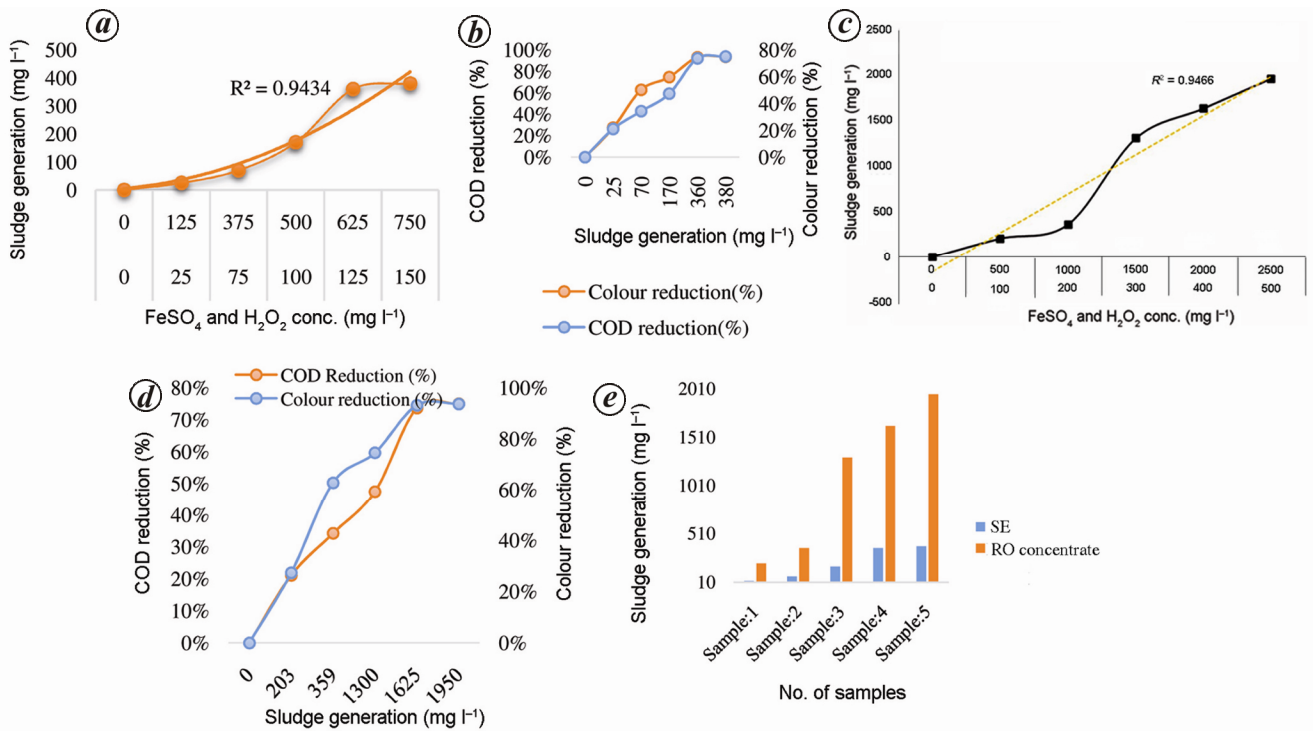 a
Sludge generation (mg l⁻¹)
500
400
300
200
100
0
R² = 0.9434
0 125 375 500 625 750
0 25 75 100 125 150
FeSO₄ and H₂O₂ conc. (mg l⁻¹)
b
COD reduction (%)
100%
80%
60%
40%
20%
0%
80%
60%
40%
20%
0%
Colour reduction (%)
0 25 70 170 360 380
Sludge generation (mg l⁻¹)
Colour reduction(%)
COD reduction(%)
c
Sludge generation (mg l⁻¹)
2500
2000
1500
1000
500
0
-500
R² = 0.9466
0 500 1000 1500 2000 2500
0 100 200 300 400 500
FeSO₄ and H₂O₂ conc. (mg l⁻¹)
d
COD Reduction (%)
Colour reduction (%)
COD reduction (%)
80%
70%
60%
50%
40%
30%
20%
10%
0%
100%
80%
60%
40%
20%
0%
Colour reduction (%)
0 203 359 1300 1625 1950
Sludge generation (mg l⁻¹)
e
Sludge generation (mg l⁻¹)
2010
1510
1010
510
10
SE
RO concentrate
Sample:1 Sample:2 Sample:3 Sample:4 Sample:5
No. of samples